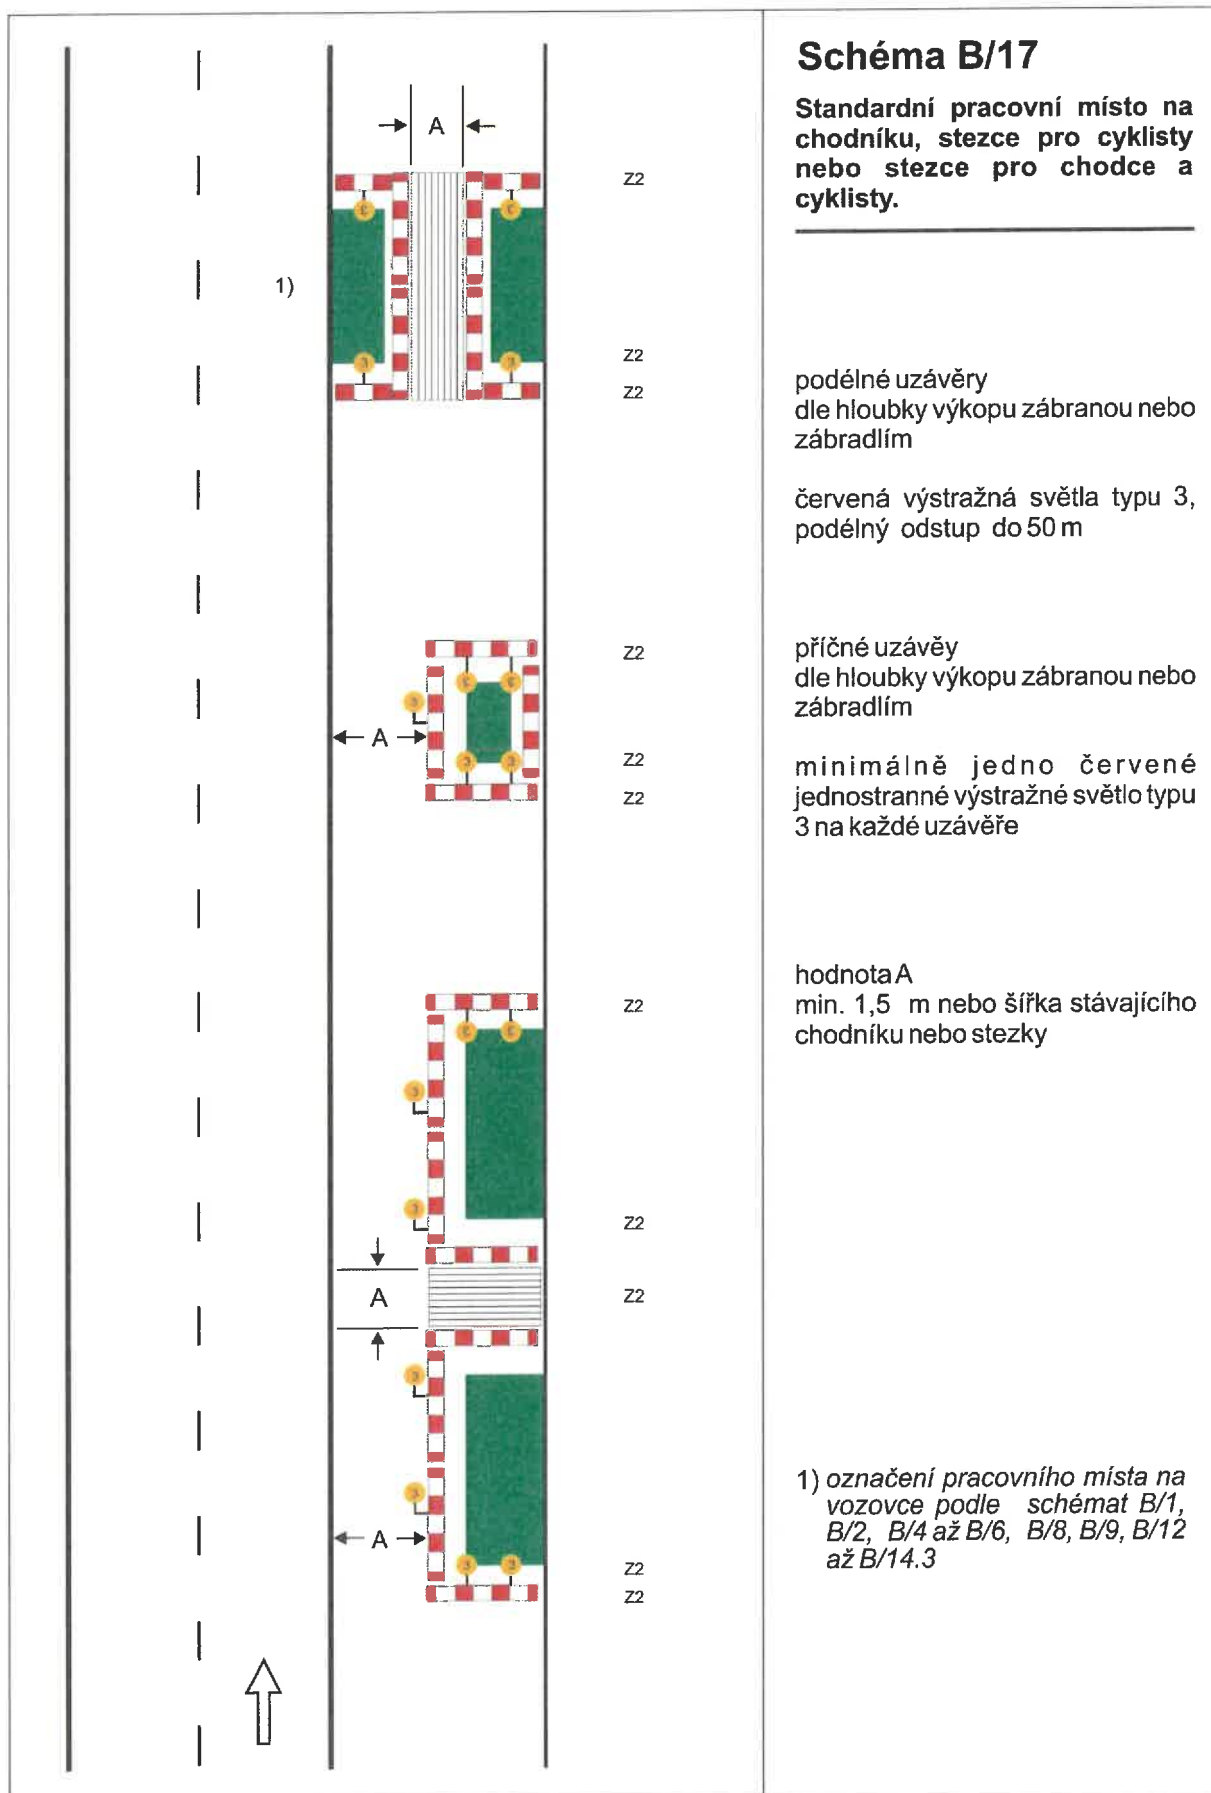 Schéma B/17
Standardní pracovní místo na
chodníku, stezce pro cyklisty
nebo stezce pro chodce a
cyklisty.
A
Z2
1)
Z2
Z2
podélné uzávěry
dle hloubky výkopu zábranou nebo
zábradlím
červená výstražná světla typu 3,
podélný odstup do 50 m
Z2
A
Z2
Z2
příčné uzávěy
dle hloubky výkopu zábranou nebo
zábradlím
minimálně jedno červené
jednostranné výstražné světlo typu
3 na každé uzávěře
Z2
hodnota A
min. 1,5 m nebo šířka stávajícího
chodníku nebo stezky
Z2
A
Z2
A
Z2
Z2
1) označení pracovního místa na
vozovce podle schémat B/1,
B/2, B/4 až B/6, B/8, B/9, B/12
až B/14.3